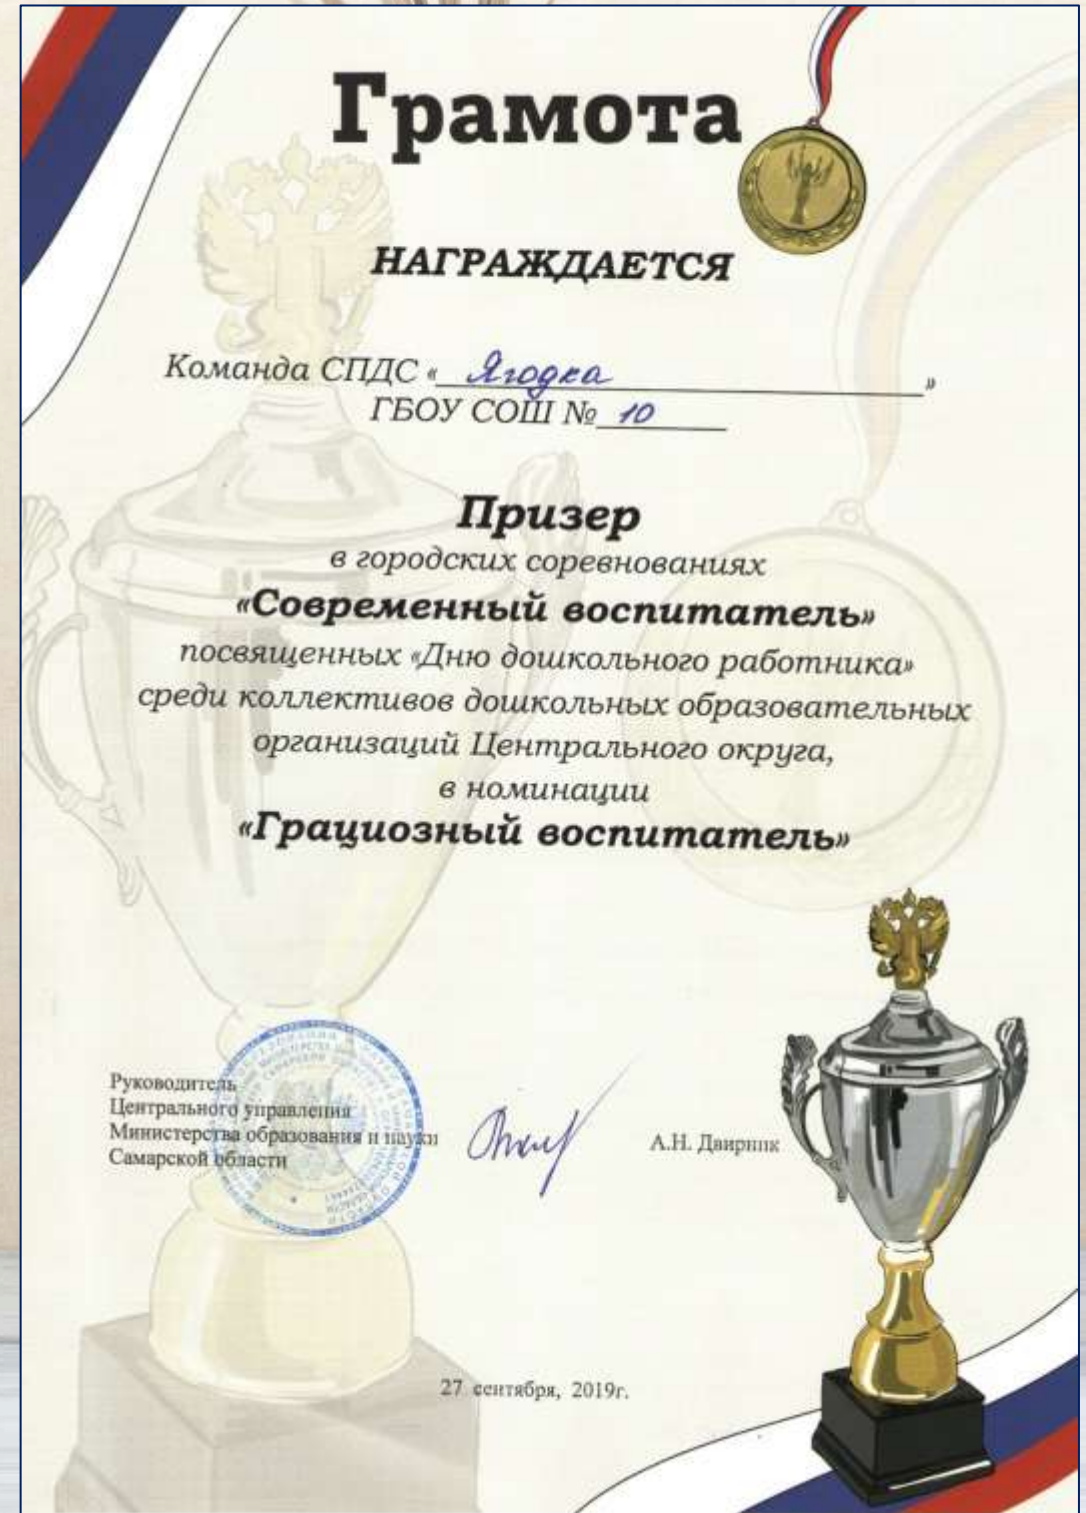 Грамота
НАГРАЖДАЕТСЯ
Команда СПДС « Ягодка »
ГБОУ СОШ № 10
Призер
в городских соревнованиях
«Современный воспитатель»
посвященных «Дню дошкольного работника»
среди коллективов дошкольных образовательных
организаций Центрального округа,
в номинации
«Грациозный воспитатель»
Руководитель
Центрального управления
Министерства образования и науки
Самарской области
А.Н. Двирник
27 сентября, 2019г.